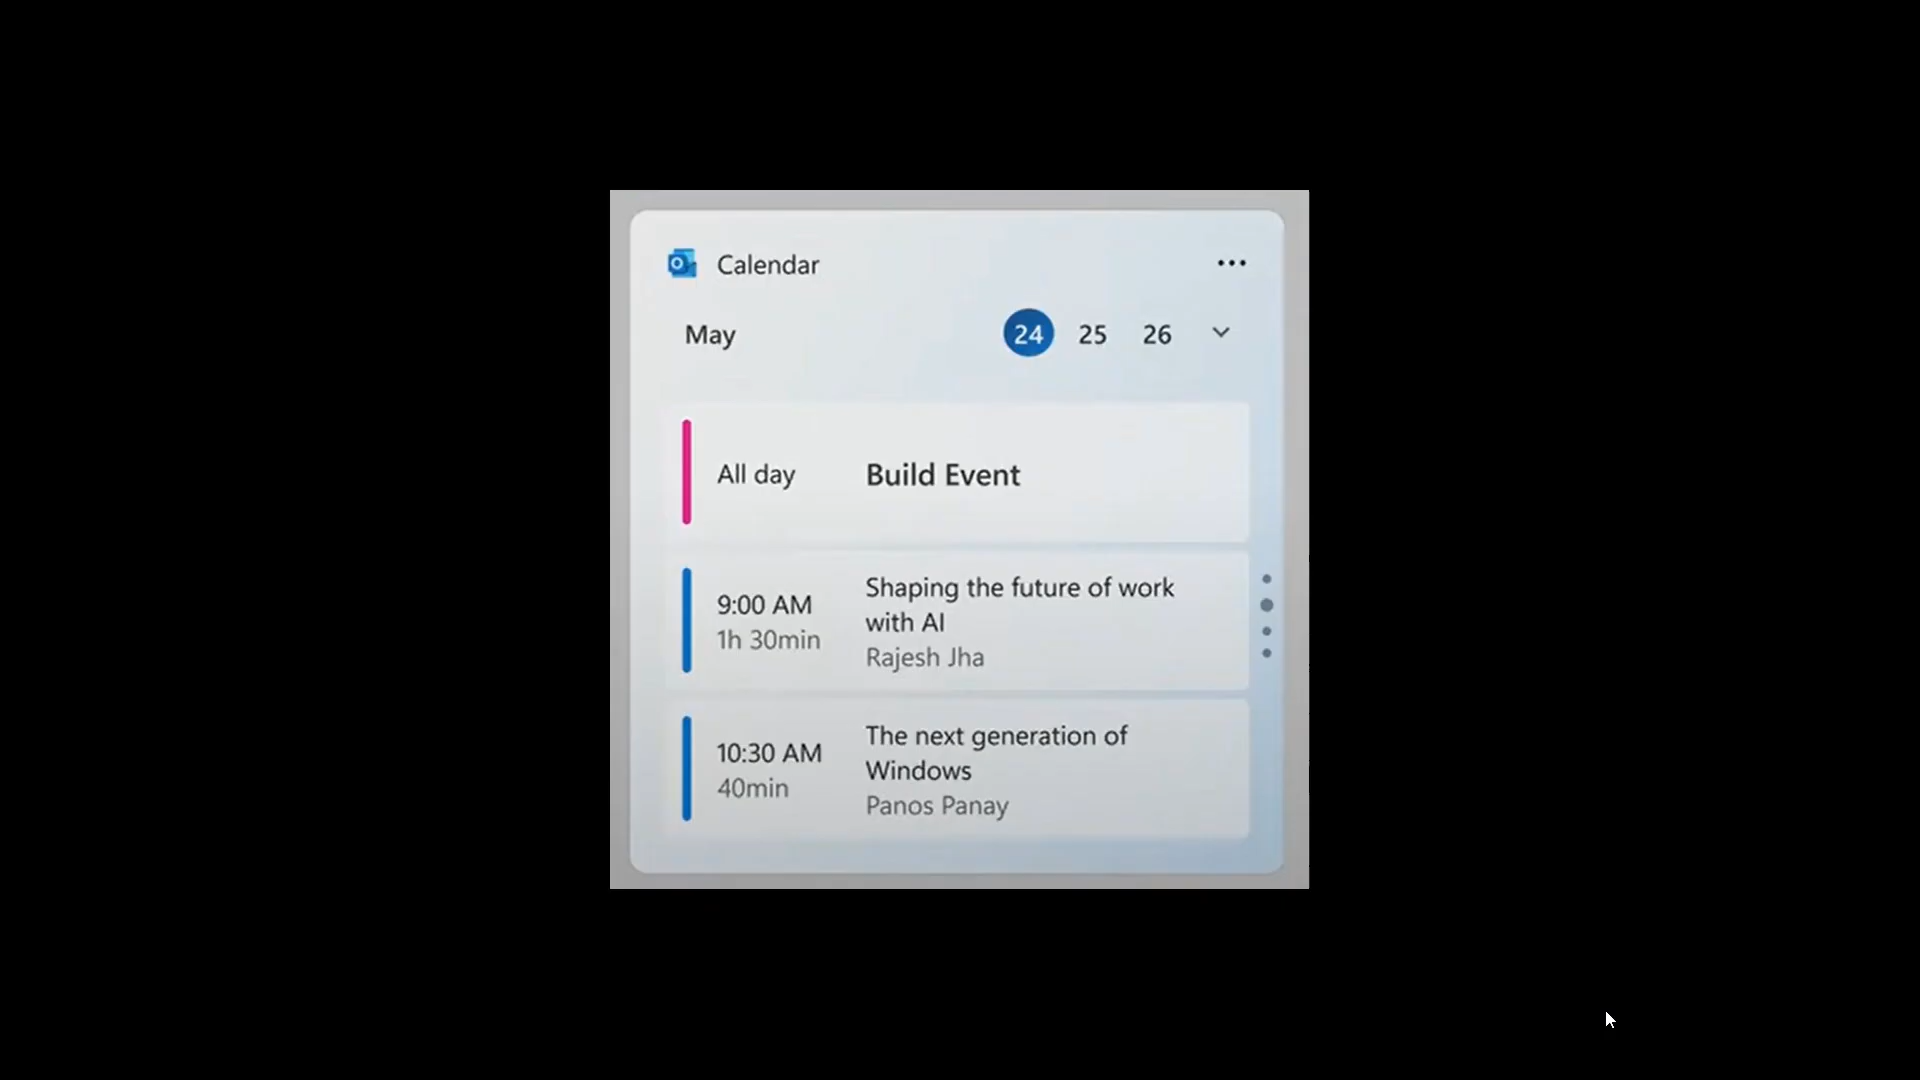 Calendar
May 24 25 26
All day Build Event
9:00 AM
1h 30min
Shaping the future of work
with AI
Rajesh Jha
10:30 AM
40min
The next generation of
Windows
Panos Panay